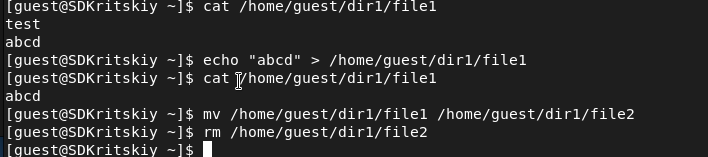 [guest@SDKritskiy ~]$ cat /home/guest/dir1/file1
test
abcd
[guest@SDKritskiy ~]$ echo "abcd" > /home/guest/dir1/file1
[guest@SDKritskiy ~]$ cat /home/guest/dir1/file1
abcd
[guest@SDKritskiy ~]$ mv /home/guest/dir1/file1 /home/guest/dir1/file2
[guest@SDKritskiy ~]$ rm /home/guest/dir1/file2
[guest@SDKritskiy ~]$